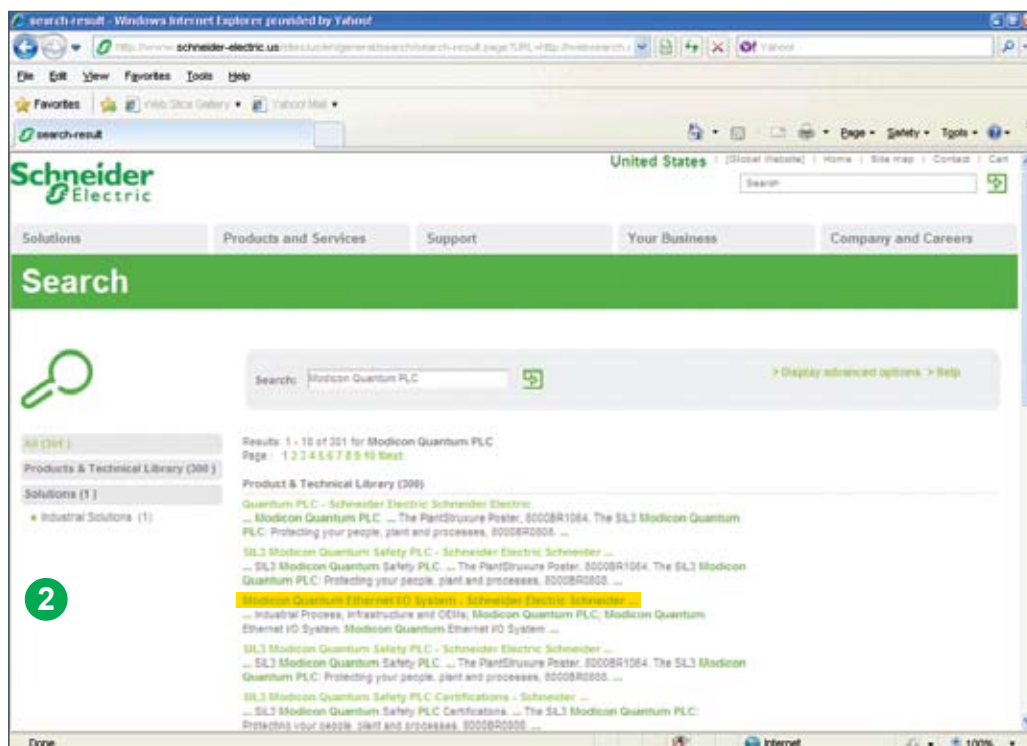 search-result - Windows Internet Explorer provided by Yahoo!
schneider-electric.us
Yahoo!
File Edit View Favorites Tools Help
Favorites Web Slice Gallery Yahoo! Mail
search-result
Page Safety Tools
United States [Global Website] Home Site map Contact Cart
Schneider
Electric
Search
Solutions Products and Services Support Your Business Company and Careers
Search
Search: Modicon Quantum PLC > Display advanced options > Help
All (301)
Products & Technical Library (300)
Solutions (1)
Industrial Solutions (1)
Results: 1 - 10 of 301 for Modicon Quantum PLC
Page : 1 2 3 4 5 6 7 8 9 10 Next
Product & Technical Library (300)
Quantum PLC - Schneider Electric Schneider Electric
... Modicon Quantum PLC. ... The PlantStruxure Poster, 8000BR1064. The SIL3 Modicon Quantum
PLC: Protecting your people, plant and processes, 8000BR0808. ...
SIL3 Modicon Quantum Safety PLC - Schneider Electric Schneider ...
... SIL3 Modicon Quantum Safety PLC. ... The PlantStruxure Poster, 8000BR1064. The SIL3 Modicon
Quantum PLC: Protecting your people, plant and processes, 8000BR0808. ...
2
Modicon Quantum Ethernet I/O System - Schneider Electric Schneider ...
... Industrial Process, Infrastructure and OEMs; Modicon Quantum PLC; Modicon Quantum
Ethernet I/O System. Modicon Quantum Ethernet I/O System. ...
SIL3 Modicon Quantum Safety PLC - Schneider Electric Schneider ...
... SIL3 Modicon Quantum Safety PLC. ... The PlantStruxure Poster, 8000BR1064. The SIL3 Modicon
Quantum PLC: Protecting your people, plant and processes, 8000BR0808. ...
SIL3 Modicon Quantum Safety PLC Certifications - Schneider ...
... SIL3 Modicon Quantum Safety PLC Certifications. ... The SIL3 Modicon Quantum PLC:
Protecting your people, plant and processes, 8000BR0808. ...
Done Internet 100%